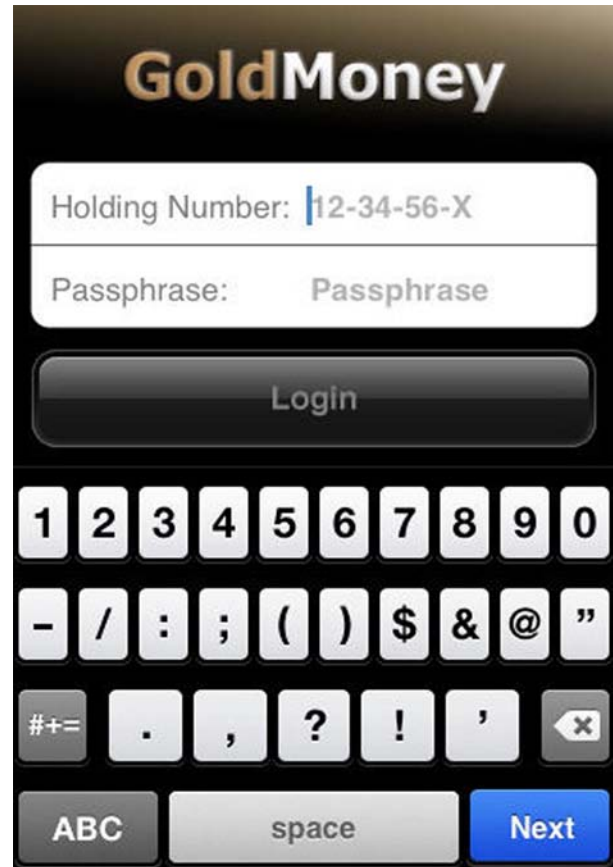 GoldMoney
Holding Number: 12-34-56-X
Passphrase: Passphrase
Login
1 2 3 4 5 6 7 8 9 0
- / : ; ( ) $ & @ ”
#+= . , ? ! ’
ABC space Next